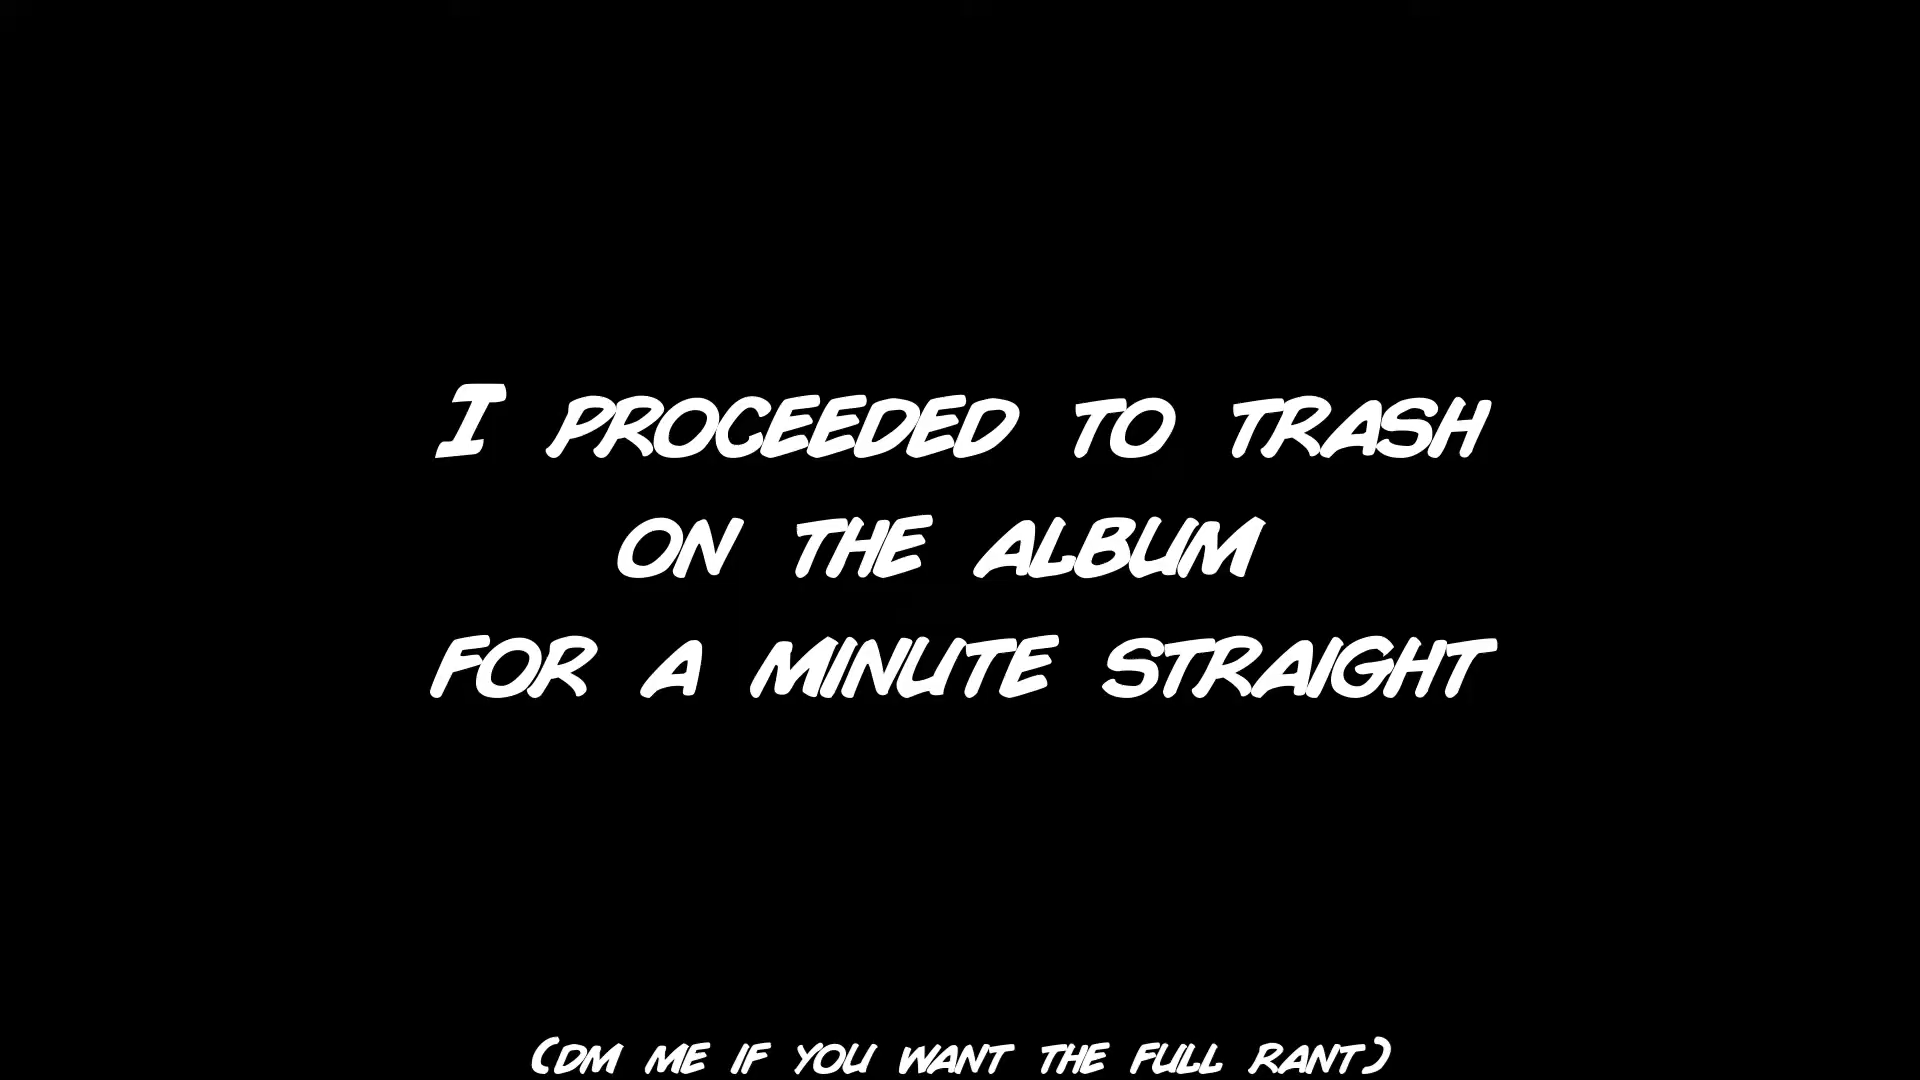 I PROCEEDED TO TRASH
ON THE ALBUM
FOR A MINUTE STRAIGHT
(DM ME IF YOU WANT THE FULL RANT)